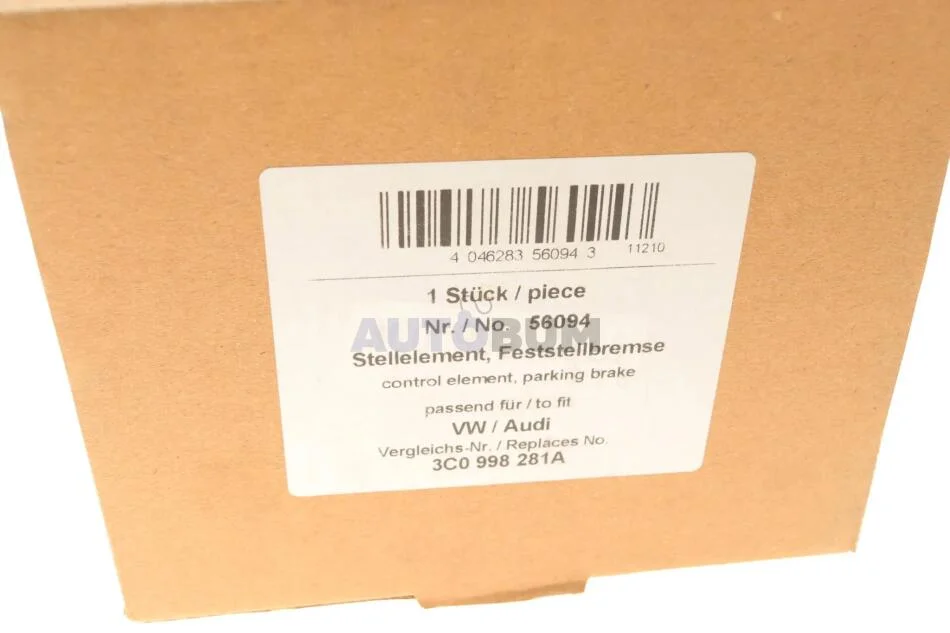 4 046283 56094 3 11210
1 Stück / piece
Nr. / No. 56094
AUTOBUM
Stellelement, Feststellbremse
control element, parking brake
passend für / to fit
VW / Audi
Vergleichs-Nr. / Replaces No.
3C0 998 281A